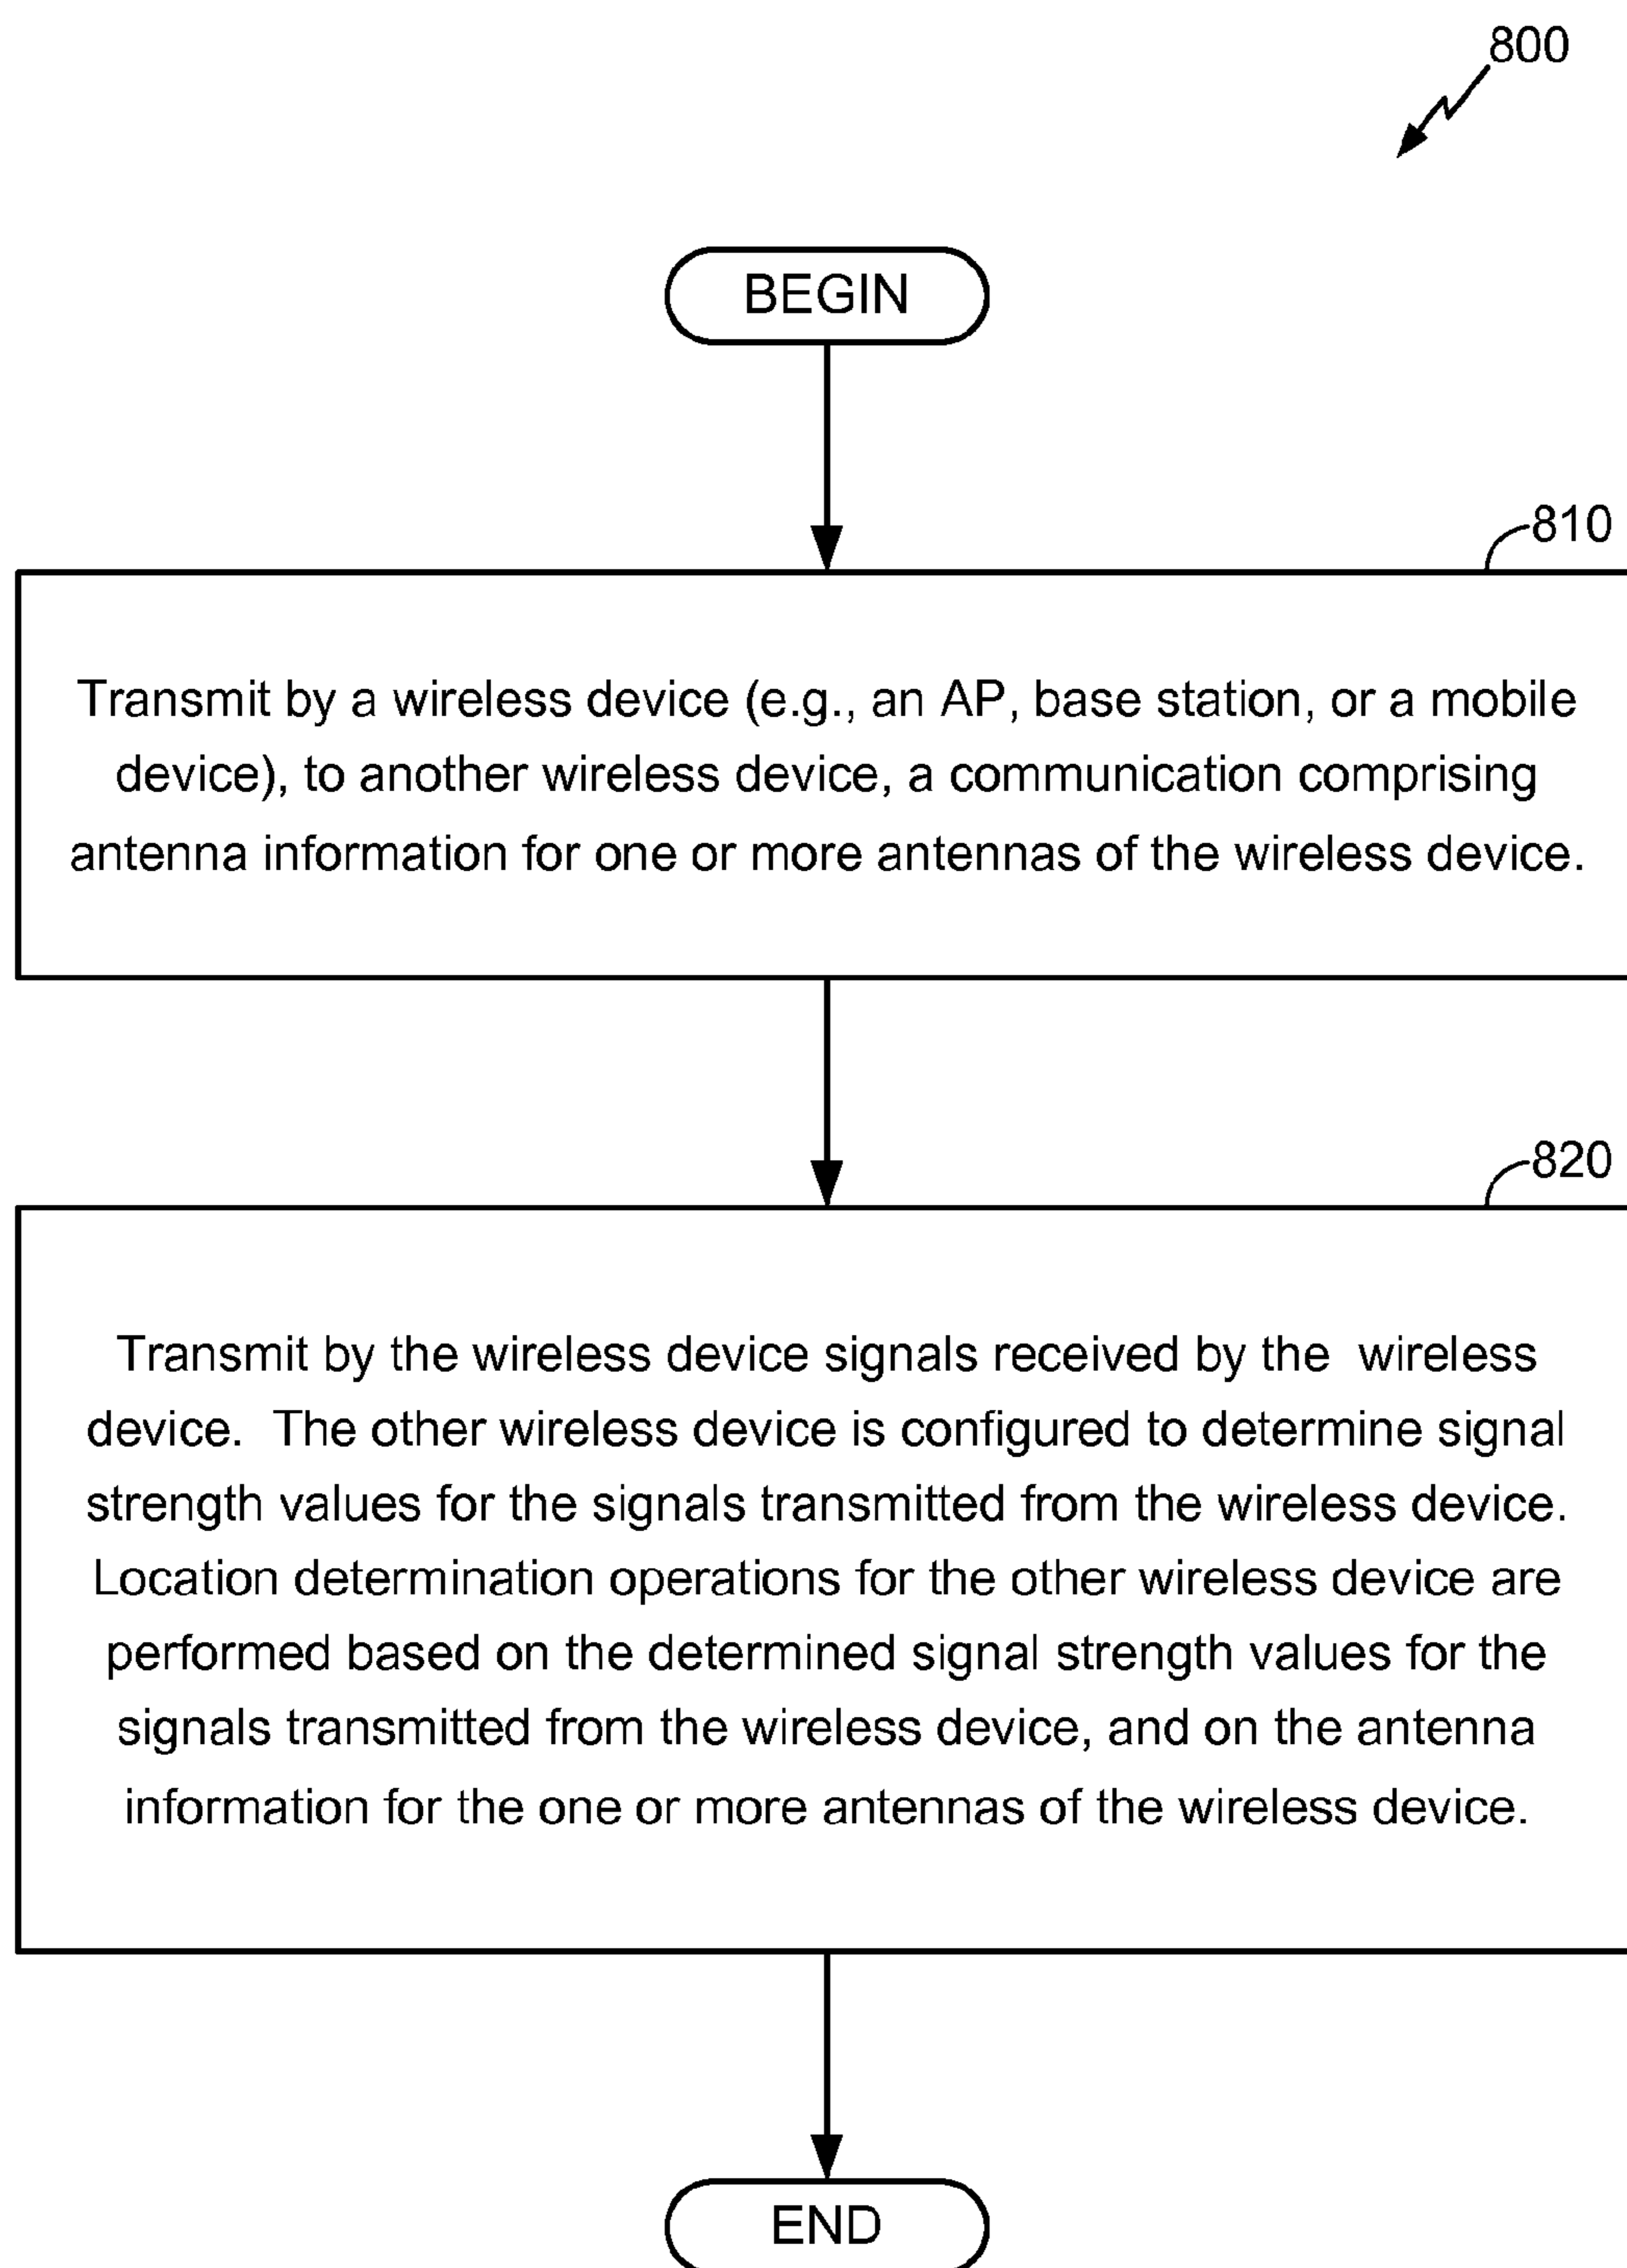 800
BEGIN
810
Transmit by a wireless device (e.g., an AP, base station, or a mobile
device), to another wireless device, a communication comprising
antenna information for one or more antennas of the wireless device.
820
Transmit by the wireless device signals received by the  wireless
device.  The other wireless device is configured to determine signal
strength values for the signals transmitted from the wireless device.
Location determination operations for the other wireless device are
performed based on the determined signal strength values for the
signals transmitted from the wireless device, and on the antenna
information for the one or more antennas of the wireless device.
END